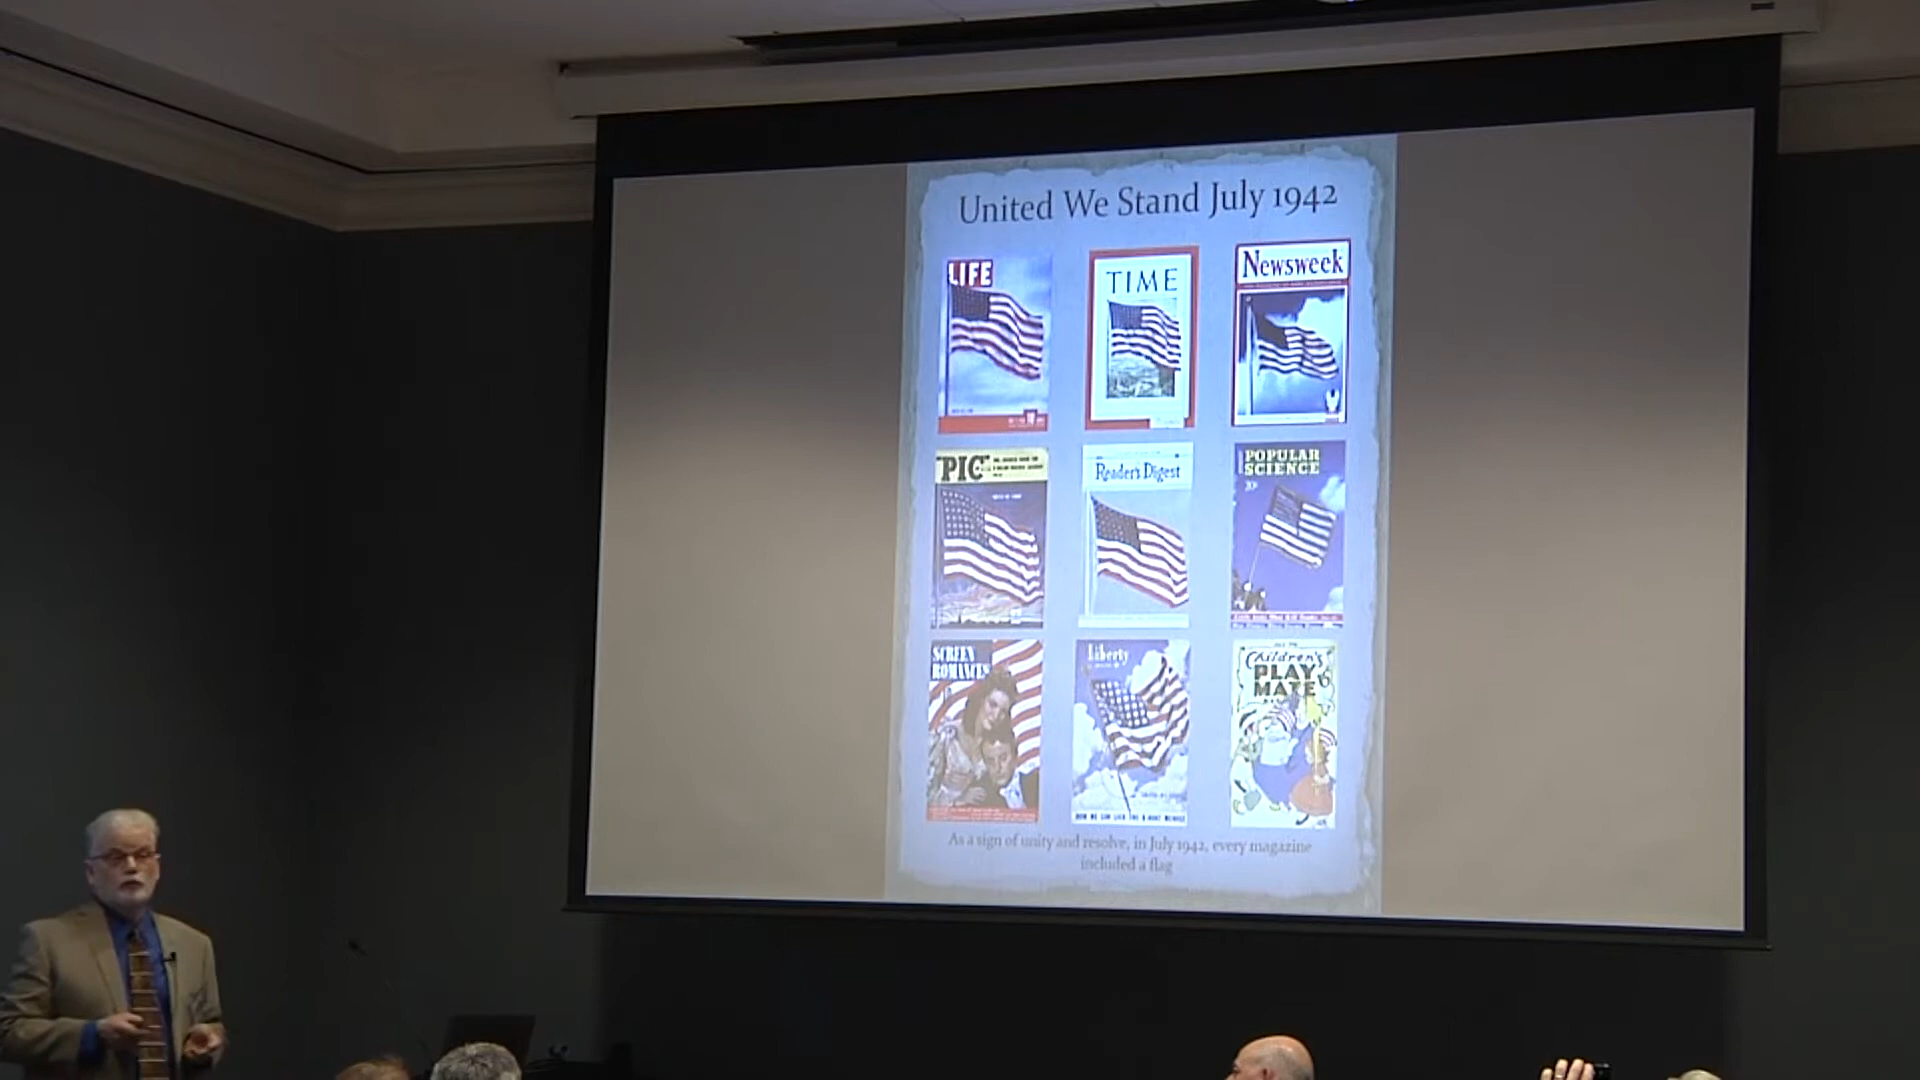 United We Stand July 1942
LIFE
TIME
Newsweek
PIC
Reader's Digest
POPULAR
SCIENCE
SCREEN
ROMANCES
Liberty
Children's
PLAY
MATE
As a sign of unity and resolve, in July 1942, every magazine
included a flag